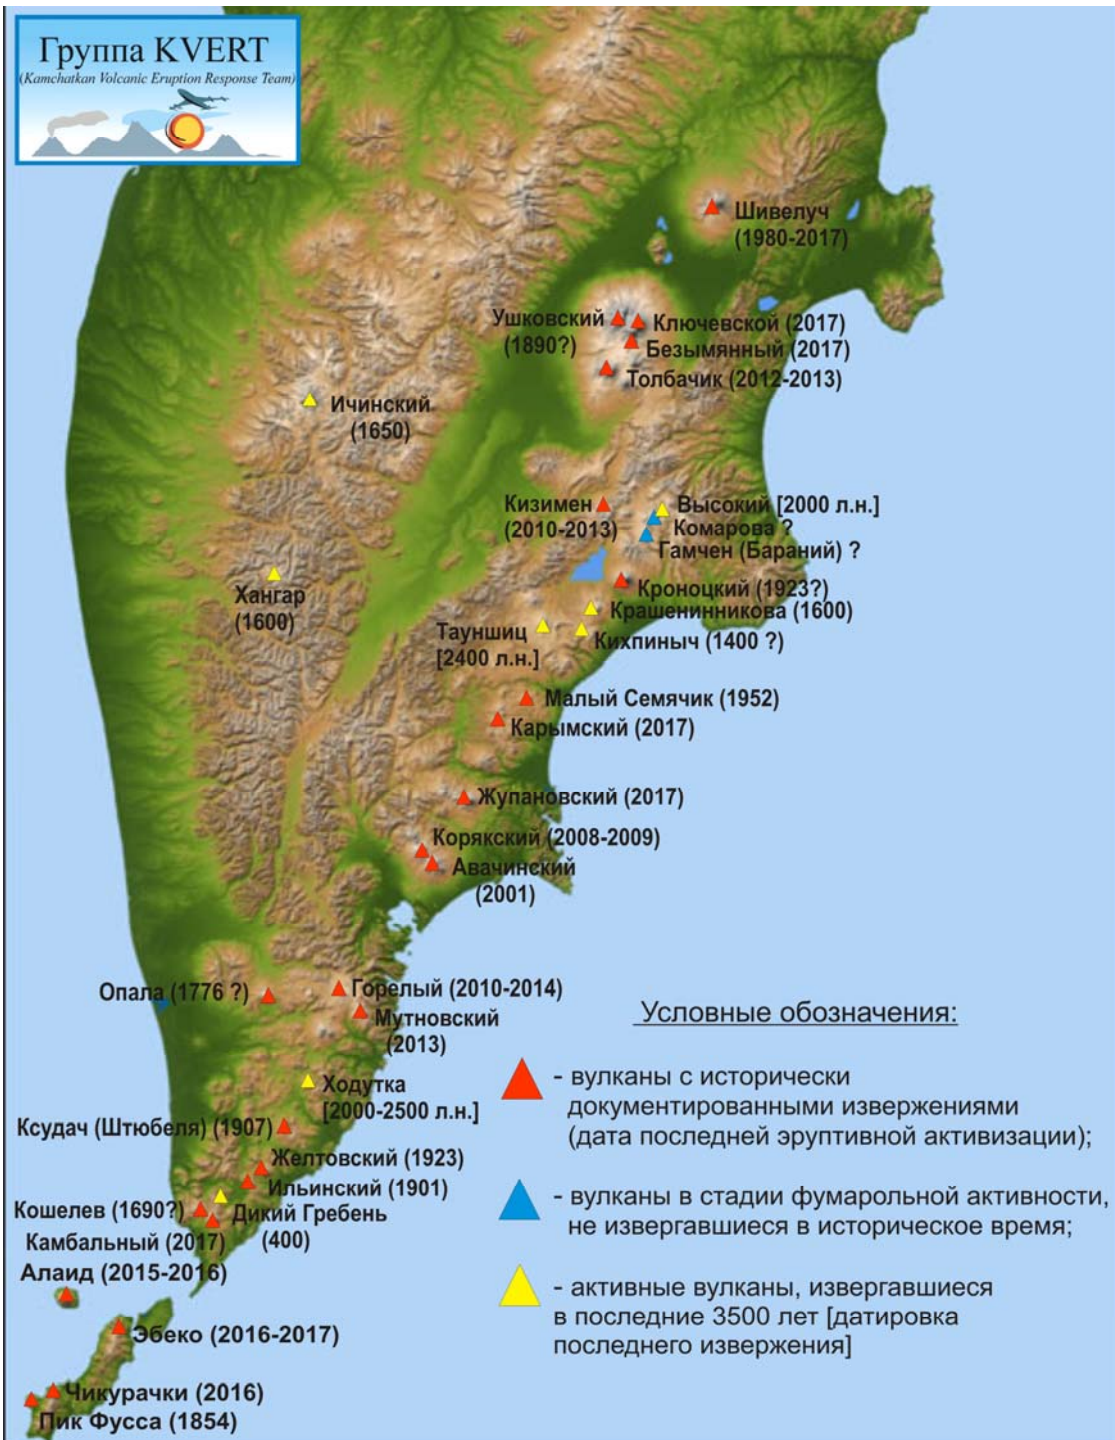 Группа KVERT
(Kamchatkan Volcanic Eruption Response Team)
Шивелуч
(1980-2017)
Ушковский
(1890?)
Ключевской (2017)
Безымянный (2017)
Толбачик (2012-2013)
Ичинский
(1650)
Кизимен
(2010-2013)
Высокий [2000 л.н.]
Комарова ?
Гамчен (Бараний) ?
Хангар
(1600)
Кроноцкий (1923?)
Крашенинникова (1600)
Тауншиц
[2400 л.н.]
Кихпиныч (1400 ?)
Малый Семячик (1952)
Карымский (2017)
Жупановский (2017)
Корякский (2008-2009)
Авачинский
(2001)
Опала (1776 ?)
Горелый (2010-2014)
Мутновский
(2013)
Ходутка
[2000-2500 л.н.]
Ксудач (Штюбеля) (1907)
Желтовский (1923)
Ильинский (1901)
Кошелев (1690?)
Дикий Гребень
(400)
Камбальный (2017)
Алаид (2015-2016)
Эбеко (2016-2017)
Чикурачки (2016)
Пик Фусса (1854)
Условные обозначения:
- вулканы с исторически
документированными извержениями
(дата последней эруптивной активизации);
- вулканы в стадии фумарольной активности,
не извергавшиеся в историческое время;
- активные вулканы, извергавшиеся
в последние 3500 лет [датировка
последнего извержения]